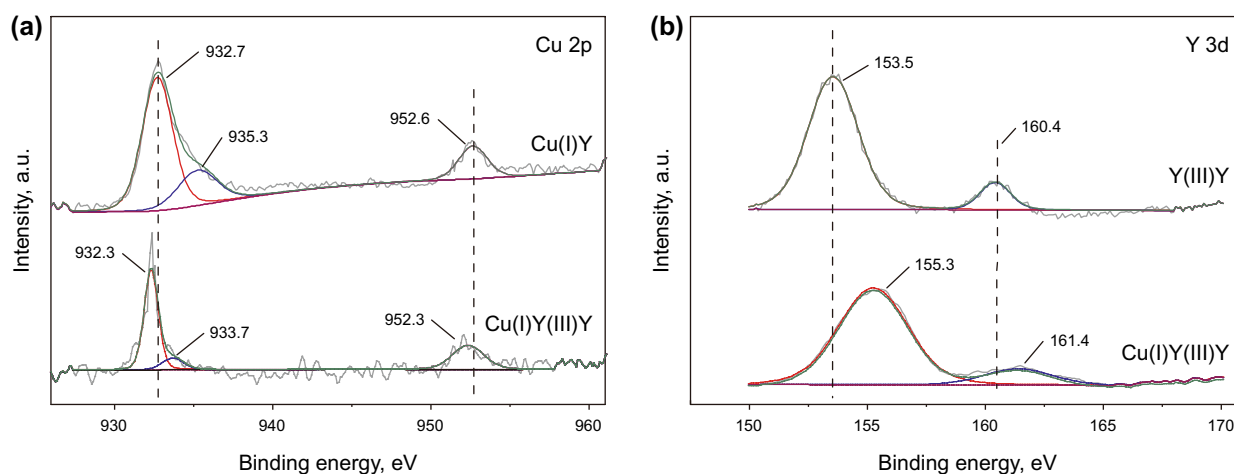 (a)
Cu 2p
932.7
935.3
952.6
Cu(I)Y
932.3
933.7
952.3
Cu(I)Y(III)Y
Intensity, a.u.
930
940
950
960
Binding energy, eV
(b)
Y 3d
153.5
160.4
Y(III)Y
155.3
161.4
Cu(I)Y(III)Y
Intensity, a.u.
150
155
160
165
170
Binding energy, eV